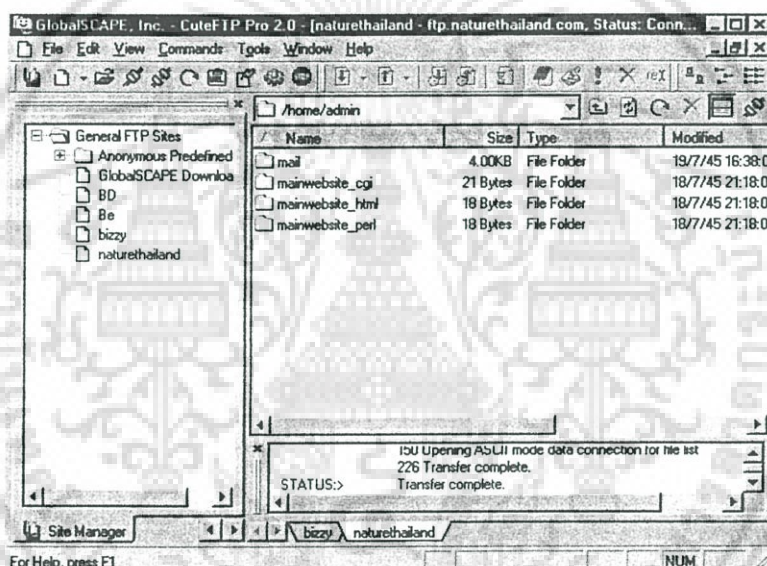 GlobalSCAPE, Inc. - CuteFTP Pro 2.0 - [naturethailand - ftp.naturethailand.com, Status: Conn...
File Edit View Commands Tools Window Help
/home/admin
General FTP Sites
Anonymous Predefined
GlobalSCAPE Downloa
BD
Be
bizzy
naturethailand
/ Name Size Type Modified
mail 4.00KB File Folder 19/7/45 16:38:0
mainwebsite_cgi 21 Bytes File Folder 18/7/45 21:18:0
mainwebsite_html 18 Bytes File Folder 18/7/45 21:18:0
mainwebsite_perl 18 Bytes File Folder 18/7/45 21:18:0
150 Opening ASCII mode data connection for file list
226 Transfer complete.
STATUS:> Transfer complete.
Site Manager
bizzy naturethailand
For Help, press F1 NUM